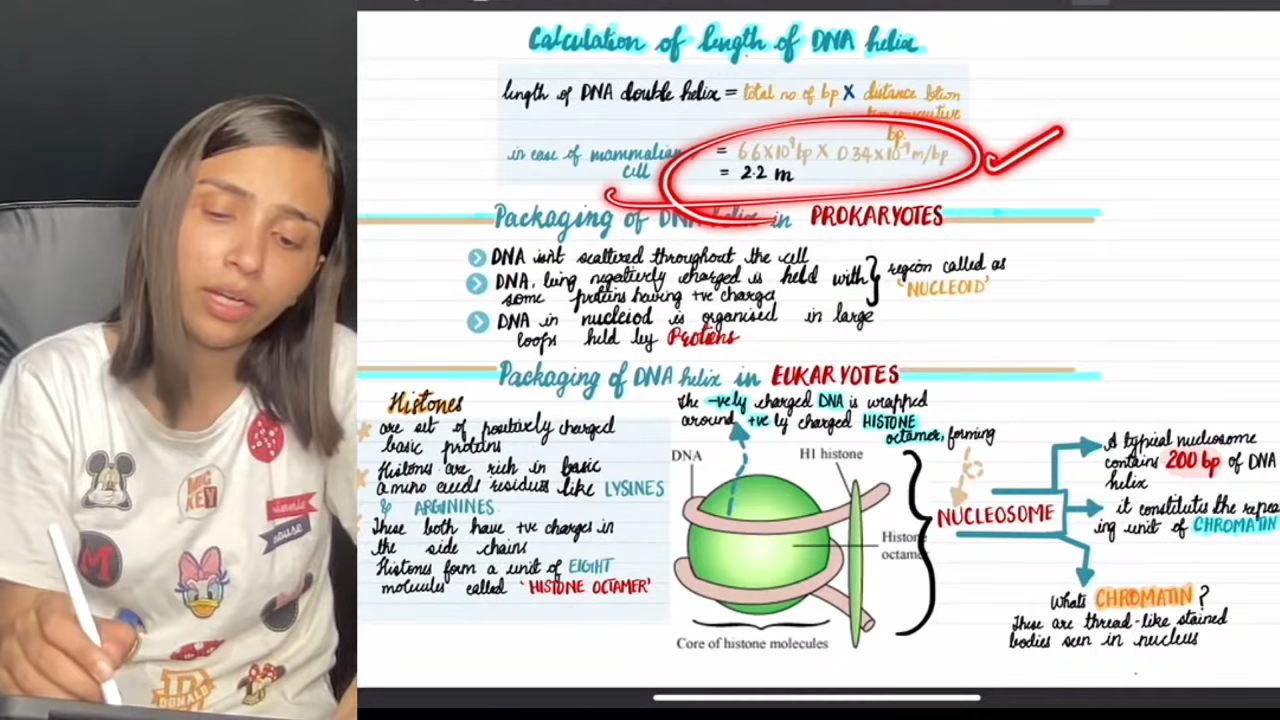 Calculation of length of DNA helix
length of DNA double helix = total no of bp X distance
bp
in case of mammalian = 6.6X10⁹ bp X 0.34X10⁻⁹ m/bp
cell = 2.2 m
Packaging of DNA helix in PROKARYOTES
DNA isn't scattered throughout the cell
DNA, being negatively charged is held with
some proteins having +ve charge
region called as
'NUCLEOID'
DNA in nucleiod is organised in large
loops held by Proteins
Packaging of DNA helix in EUKARYOTES
Histones
are set of positively charged
basic proteins
Histones are rich in basic
amino acids residues like LYSINES
& ARGININES
These both have +ve charges in
the side chains
Histones form a unit of EIGHT
molecules called 'HISTONE OCTAMER'
The -vely charged DNA is wrapped
around +vely charged HISTONE
octamer, forming
DNA
H1 histone
Histone
octamer
Core of histone molecules
NUCLEOSOME
A typical nucleosome
contains 200 bp of DNA
helix
it constitutes the repea
ing unit of CHROMATIN
Whats CHROMATIN?
These are thread-like stained
bodies seen in nucleus
MIC
KEY
M
DONALD